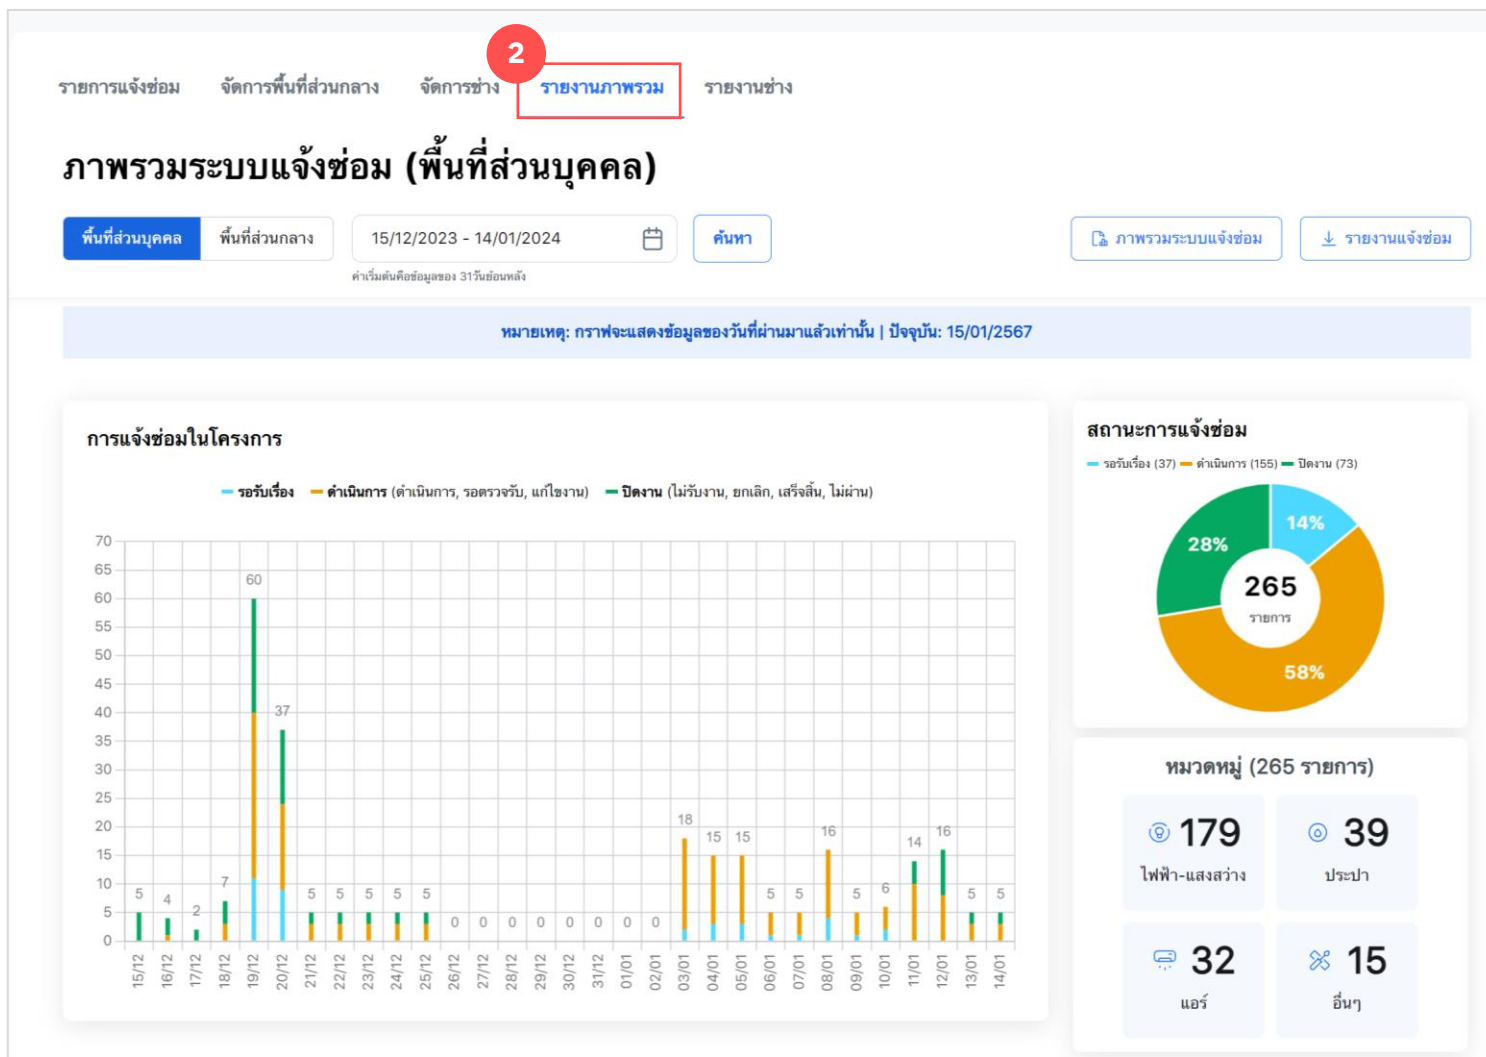 2
รายการแจ้งซ่อม จัดการพื้นที่ส่วนกลาง จัดการช่าง รายงานภาพรวม รายงานช่าง
ภาพรวมระบบแจ้งซ่อม (พื้นที่ส่วนบุคคล)
พื้นที่ส่วนบุคคล พื้นที่ส่วนกลาง 15/12/2023 - 14/01/2024 ค้นหา ภาพรวมระบบแจ้งซ่อม รายงานแจ้งซ่อม
ค่าเริ่มต้นคือข้อมูลของ 31วันย้อนหลัง
หมายเหตุ: กราฟจะแสดงข้อมูลของวันที่ผ่านมาแล้วเท่านั้น | ปัจจุบัน: 15/01/2567
การแจ้งซ่อมในโครงการ
รอรับเรื่อง ดำเนินการ (ดำเนินการ, รอตรวจรับ, แก้ไขงาน) ปิดงาน (ไม่รับงาน, ยกเลิก, เสร็จสิ้น, ไม่ผ่าน)
70
65
60
55
50
45
40
35
30
25
20
15
10
5
0
5 4 2 7 60 37 5 5 5 5 5 0 0 0 0 0 0 0 0 18 15 15 5 5 16 5 6 14 16 5 5
15/12 16/12 17/12 18/12 19/12 20/12 21/12 22/12 23/12 24/12 25/12 26/12 27/12 28/12 29/12 30/12 31/12 01/01 02/01 03/01 04/01 05/01 06/01 07/01 08/01 09/01 10/01 11/01 12/01 13/01 14/01
สถานะการแจ้งซ่อม
รอรับเรื่อง (37) ดำเนินการ (155) ปิดงาน (73)
14%
28%
265
รายการ
58%
หมวดหมู่ (265 รายการ)
179 39
ไฟฟ้า-แสงสว่าง ประปา
32 15
แอร์ อื่นๆ